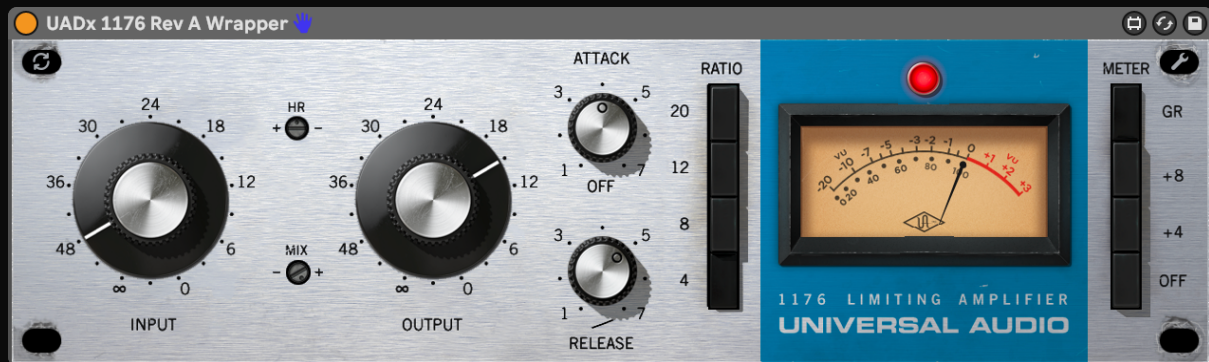 UADx 1176 Rev A Wrapper
ATTACK
3 5
1 7
OFF
RATIO
20
12
8
4
METER
GR
+8
+4
OFF
24
30 18
36 12
48 6
∞ 0
INPUT
HR
+ -
MIX
- +
24
30 18
36 12
48 6
∞ 0
OUTPUT
3 5
1 7
RELEASE
VU
-20 -10 -7 -5 -3 -2 -1 0 +1 +2 +3
VU
0 20 40 60 80 100
UA
1176 LIMITING AMPLIFIER
UNIVERSAL AUDIO